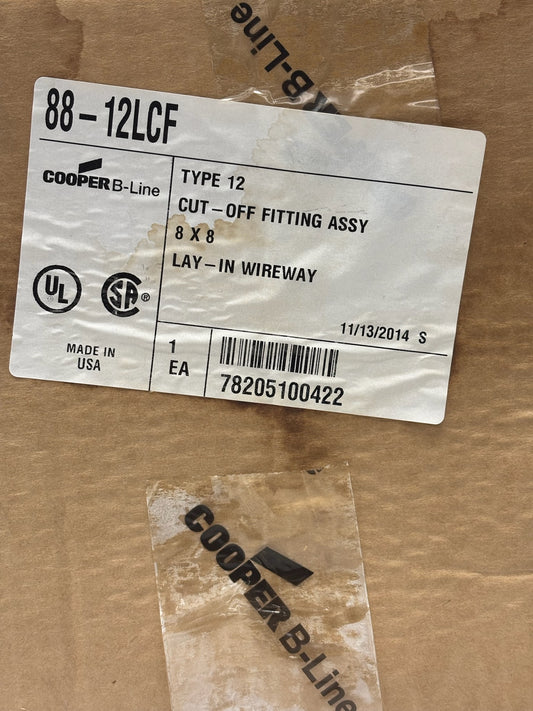 B-Line
88-12LCF
COOPER B-Line
TYPE 12
CUT-OFF FITTING ASSY
8 X 8
LAY-IN WIREWAY
UL
SA ®
11/13/2014 S
MADE IN
USA
1
EA
78205100422
COOPER B-Line